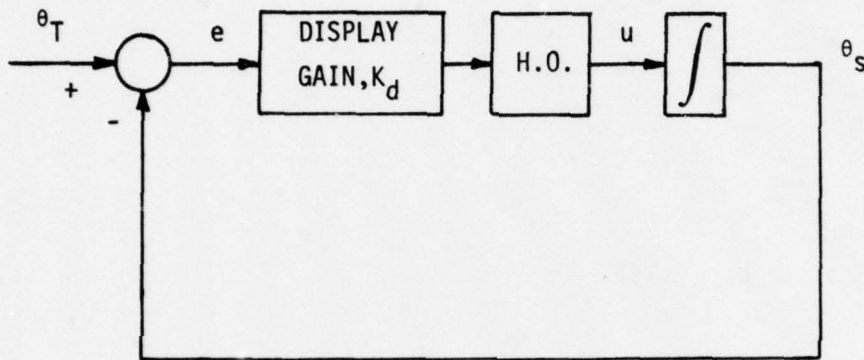 θT
+
-
e
DISPLAY
GAIN,Kd
H.O.
u
∫
θs